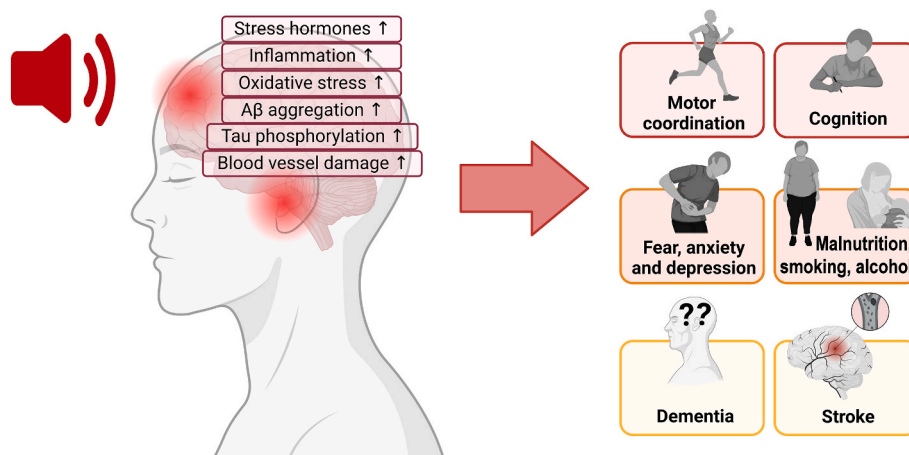 Stress hormones ↑
Inflammation ↑
Oxidative stress ↑
Aβ aggregation ↑
Tau phosphorylation ↑
Blood vessel damage ↑
Motor
coordination
Cognition
Fear, anxiety
and depression
Malnutrition
smoking, alcoho
??
Dementia
Stroke